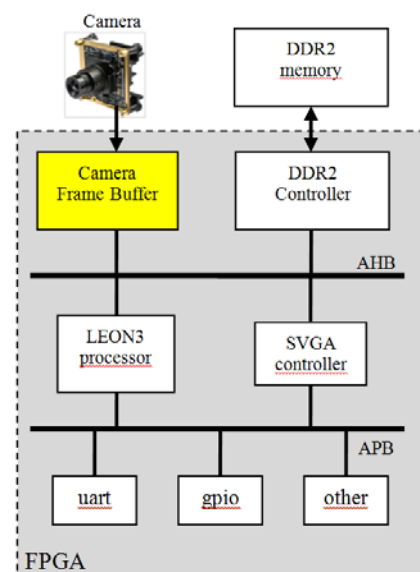 Camera
DDR2
memory
Camera
Frame Buffer
DDR2
Controller
AHB
LEON3
processor
SVGA
controller
APB
uart
gpio
other
FPGA